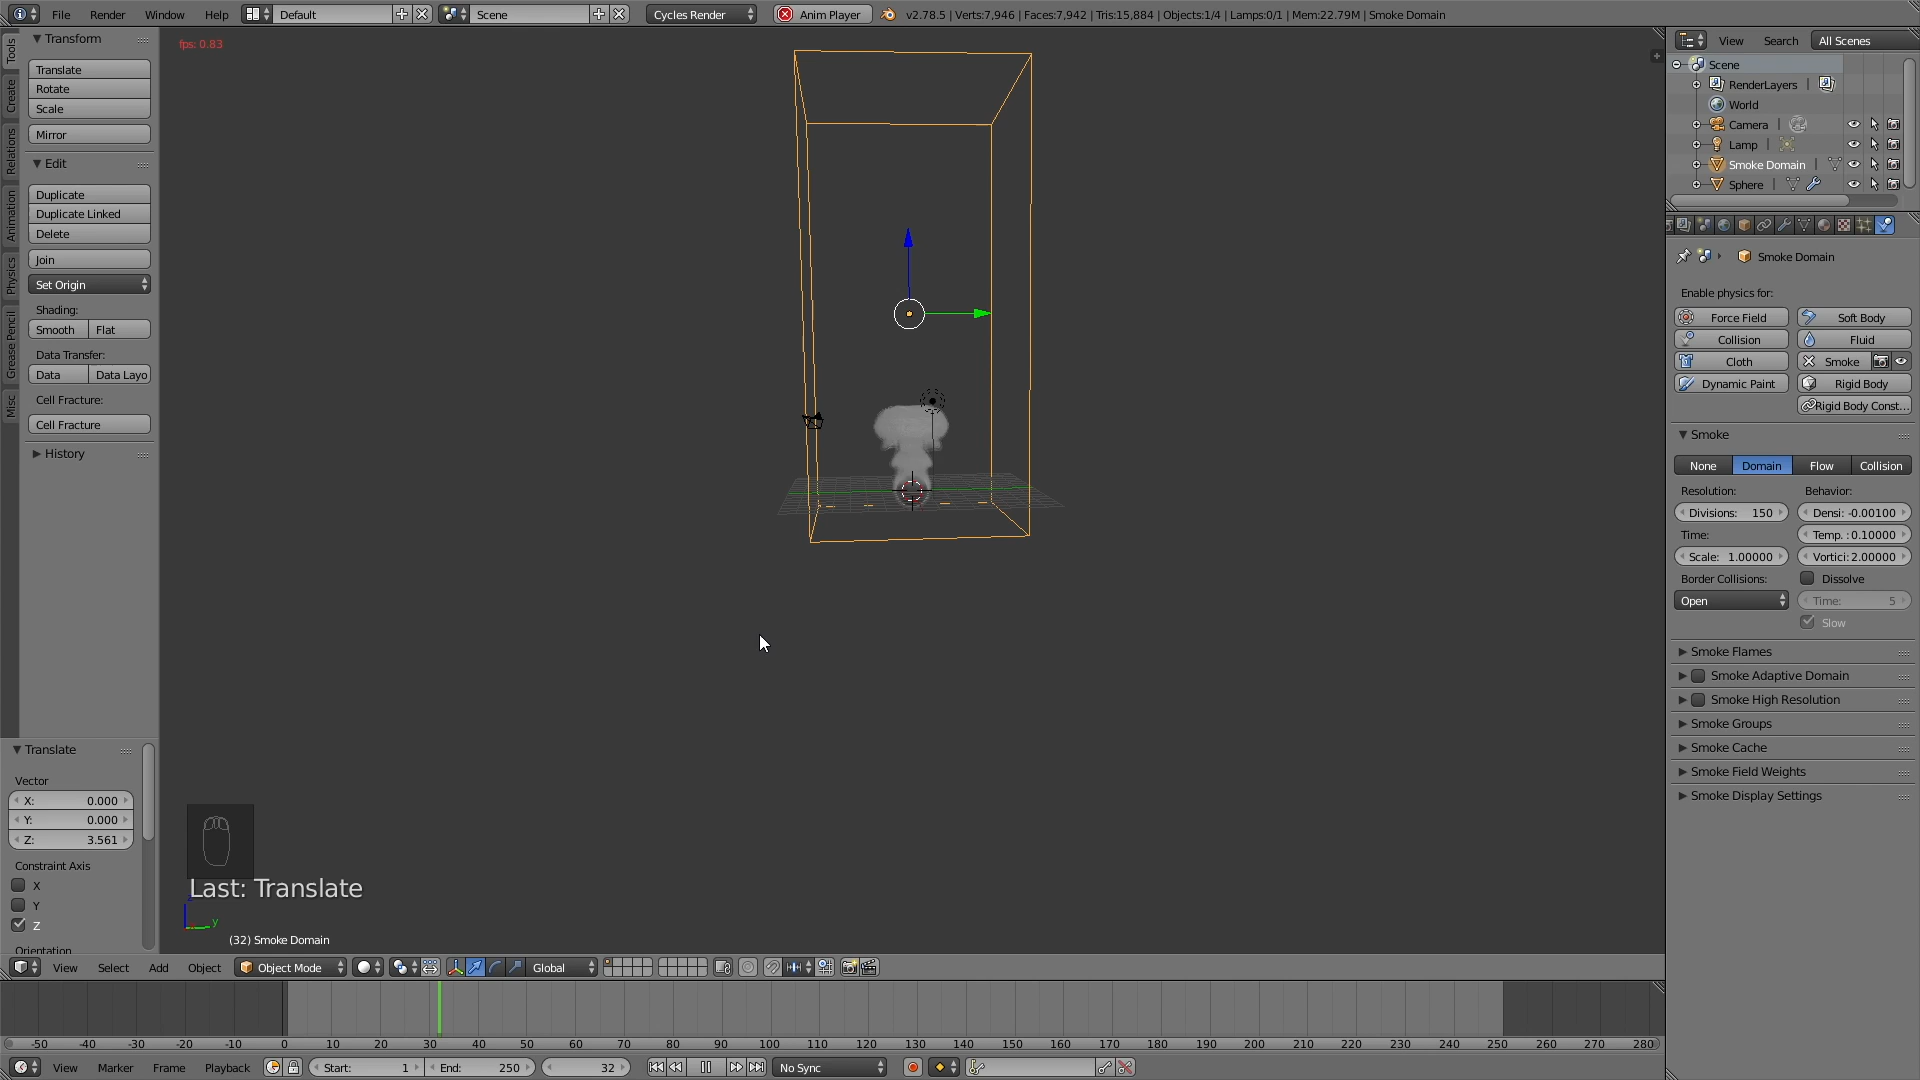 File Render Window Help Default Scene Cycles Render Anim Player v2.78.5 | Verts:7,946 | Faces:7,942 | Tris:15,884 | Objects:1/4 | Lamps:0/1 | Mem:22.79M | Smoke Domain
fps: 0.83
Tools
Create
Relations
Animation
Physics
Grease Pencil
Misc
Transform
Translate
Rotate
Scale
Mirror
Edit
Duplicate
Duplicate Linked
Delete
Join
Set Origin
Shading:
Smooth Flat
Data Transfer:
Data Data Layo
Cell Fracture:
Cell Fracture
History
Translate
Vector
X: 0.000
Y: 0.000
Z: 3.561
Constraint Axis
X
Y
Z
Orientation
Last: Translate
y
(32) Smoke Domain
View Select Add Object Object Mode Global
-50 -40 -30 -20 -10 0 10 20 30 40 50 60 70 80 90 100 110 120 130 140 150 160 170 180 190 200 210 220 230 240 250 260 270 280
View Marker Frame Playback Start: 1 End: 250 32 No Sync
View Search All Scenes
Scene
RenderLayers
World
Camera
Lamp
Smoke Domain
Sphere
Smoke Domain
Enable physics for:
Force Field Soft Body
Collision Fluid
Cloth Smoke
Dynamic Paint Rigid Body
Rigid Body Const...
Smoke
None Domain Flow Collision
Resolution: Behavior:
Divisions: 150 Densi: -0.00100
Time: Temp. : 0.10000
Scale: 1.00000 Vortici: 2.00000
Border Collisions: Dissolve
Open Time: 5
Slow
Smoke Flames
Smoke Adaptive Domain
Smoke High Resolution
Smoke Groups
Smoke Cache
Smoke Field Weights
Smoke Display Settings